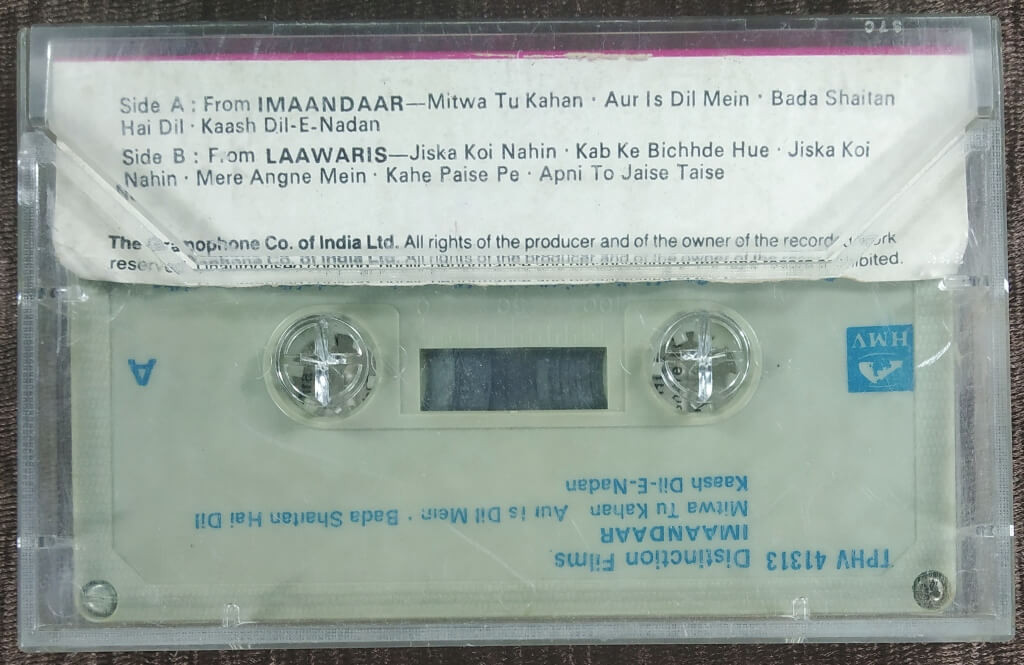 Side A : From IMAANDAAR—Mitwa Tu Kahan · Aur Is Dil Mein · Bada Shaitan
Hai Dil · Kaash Dil-E-Nadan
Side B : From LAAWARIS—Jiska Koi Nahin · Kab Ke Bichhde Hue · Jiska Koi
Nahin · Mere Angne Mein · Kahe Paise Pe · Apni To Jaise Taise
The Gramophone Co. of India Ltd. All rights of the producer and of the owner of the recorded work
reserved.
A
HMV
TPHV 41313 Distinction Films
IMAANDAAR
Mitwa Tu Kahan Aur is Dil Mein · Bada Shaitan Hai Dil
Kaash Dil-E-Nadan